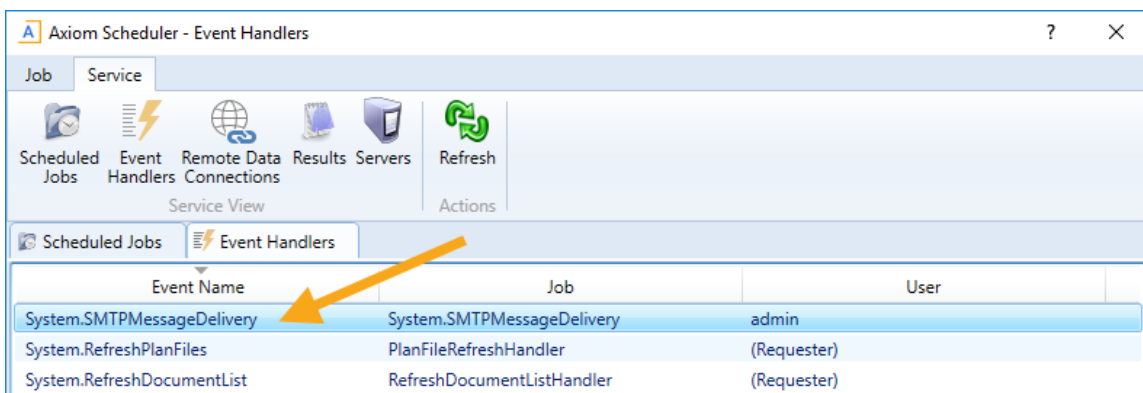 A Axiom Scheduler - Event Handlers ?
Job Service
Scheduled Jobs Event Handlers Remote Data Connections Results Servers Refresh
Service View Actions
Scheduled Jobs Event Handlers
Event Name Job User
System.SMTPMessageDelivery System.SMTPMessageDelivery admin
System.RefreshPlanFiles PlanFileRefreshHandler (Requester)
System.RefreshDocumentList RefreshDocumentListHandler (Requester)